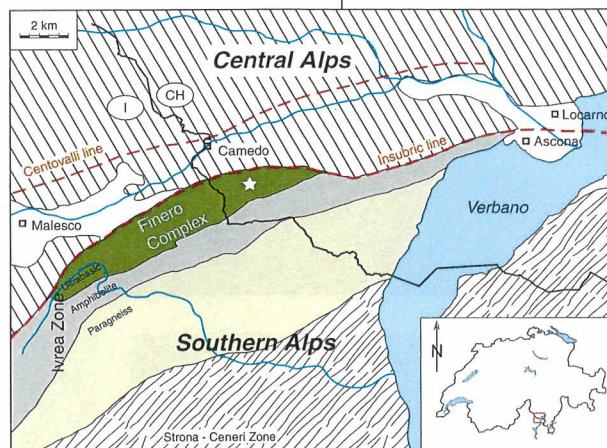 2 km
Central Alps
I
CH
Centovalli line
Camedo
Insubric line
Locarno
Ascona
Malesco
Finero
Complex
Verbano
Ultrabasic
Amphibolite
Paragneiss
Ivrea Zone
Southern Alps
Strona - Ceneri Zone
N